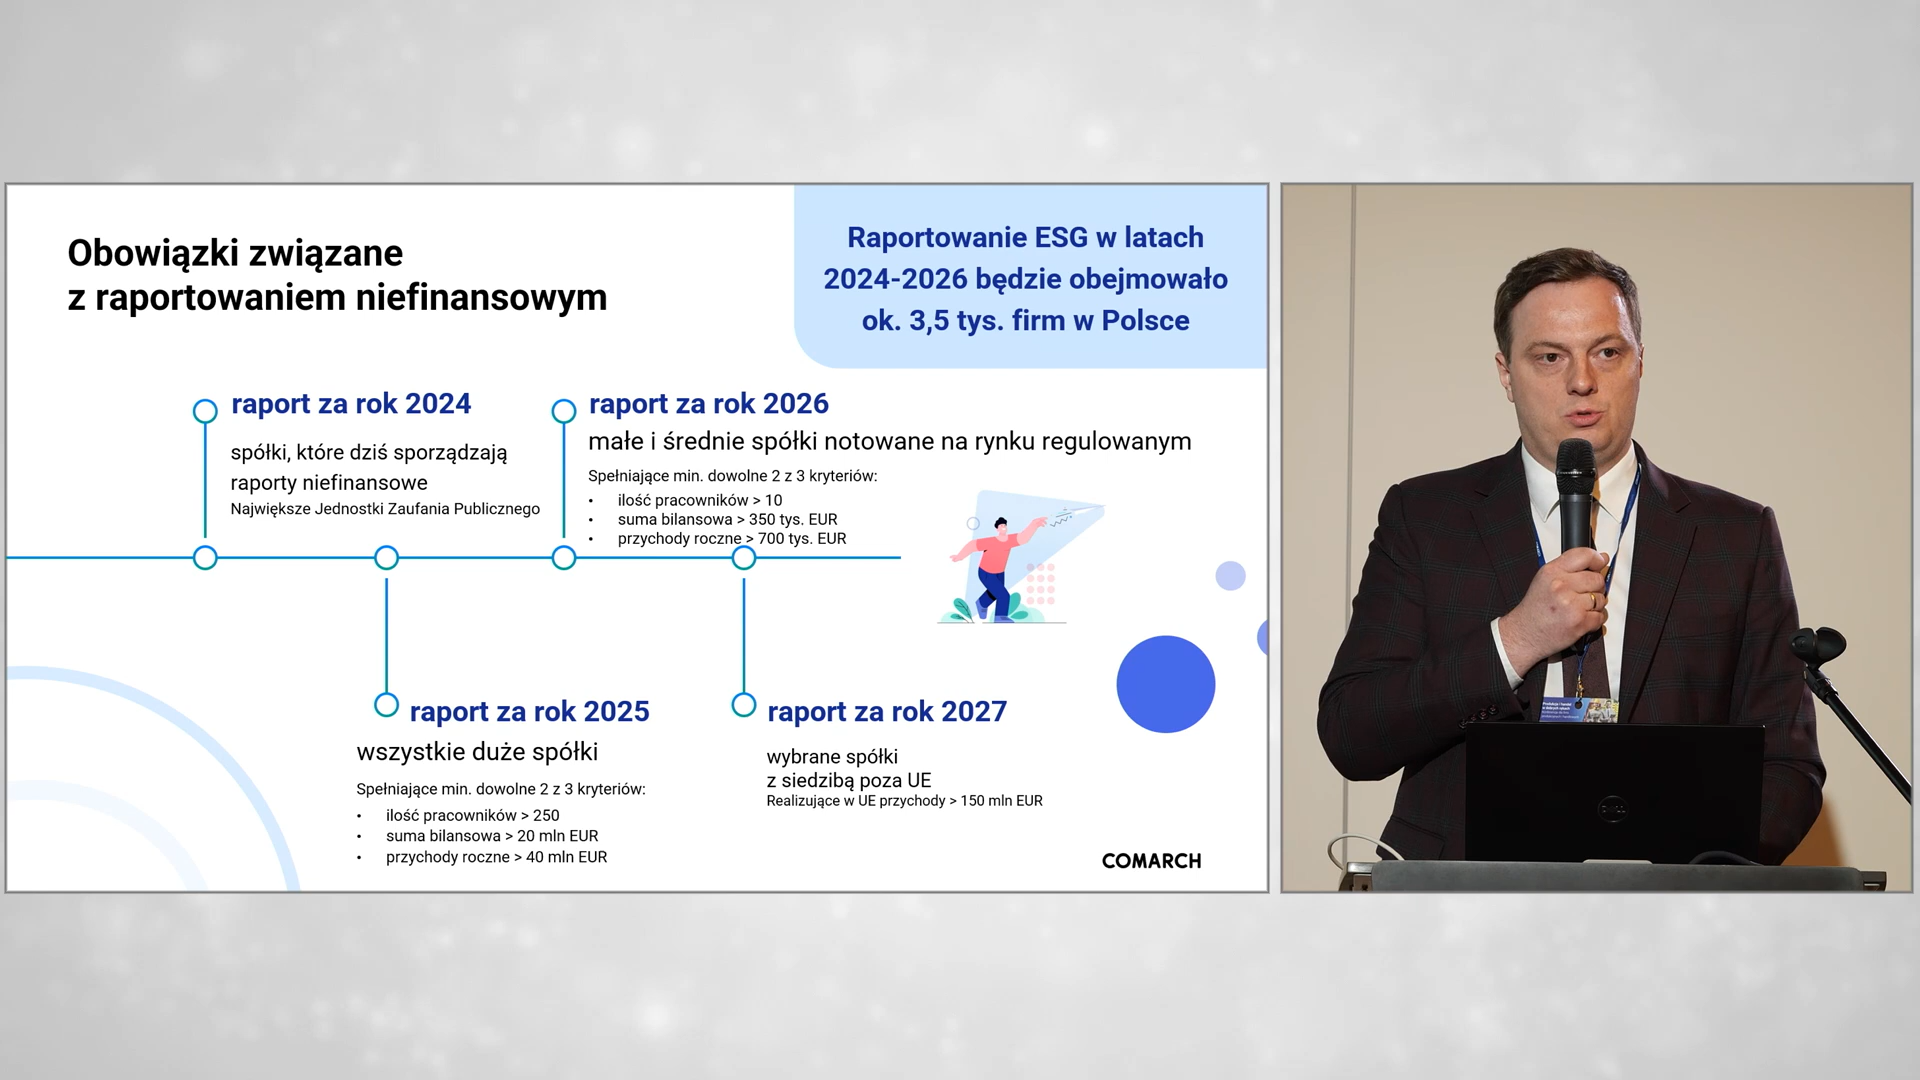 Obowiązki związane
z raportowaniem niefinansowym
Raportowanie ESG w latach
2024-2026 będzie obejmowało
ok. 3,5 tys. firm w Polsce
raport za rok 2024
spółki, które dziś sporządzają
raporty niefinansowe
Największe Jednostki Zaufania Publicznego
raport za rok 2026
małe i średnie spółki notowane na rynku regulowanym
Spełniające min. dowolne 2 z 3 kryteriów:
• ilość pracowników > 10
• suma bilansowa > 350 tys. EUR
• przychody roczne > 700 tys. EUR
raport za rok 2025
wszystkie duże spółki
Spełniające min. dowolne 2 z 3 kryteriów:
• ilość pracowników > 250
• suma bilansowa > 20 mln EUR
• przychody roczne > 40 mln EUR
raport za rok 2027
wybrane spółki
z siedzibą poza UE
Realizujące w UE przychody > 150 mln EUR
COMARCH
DELL